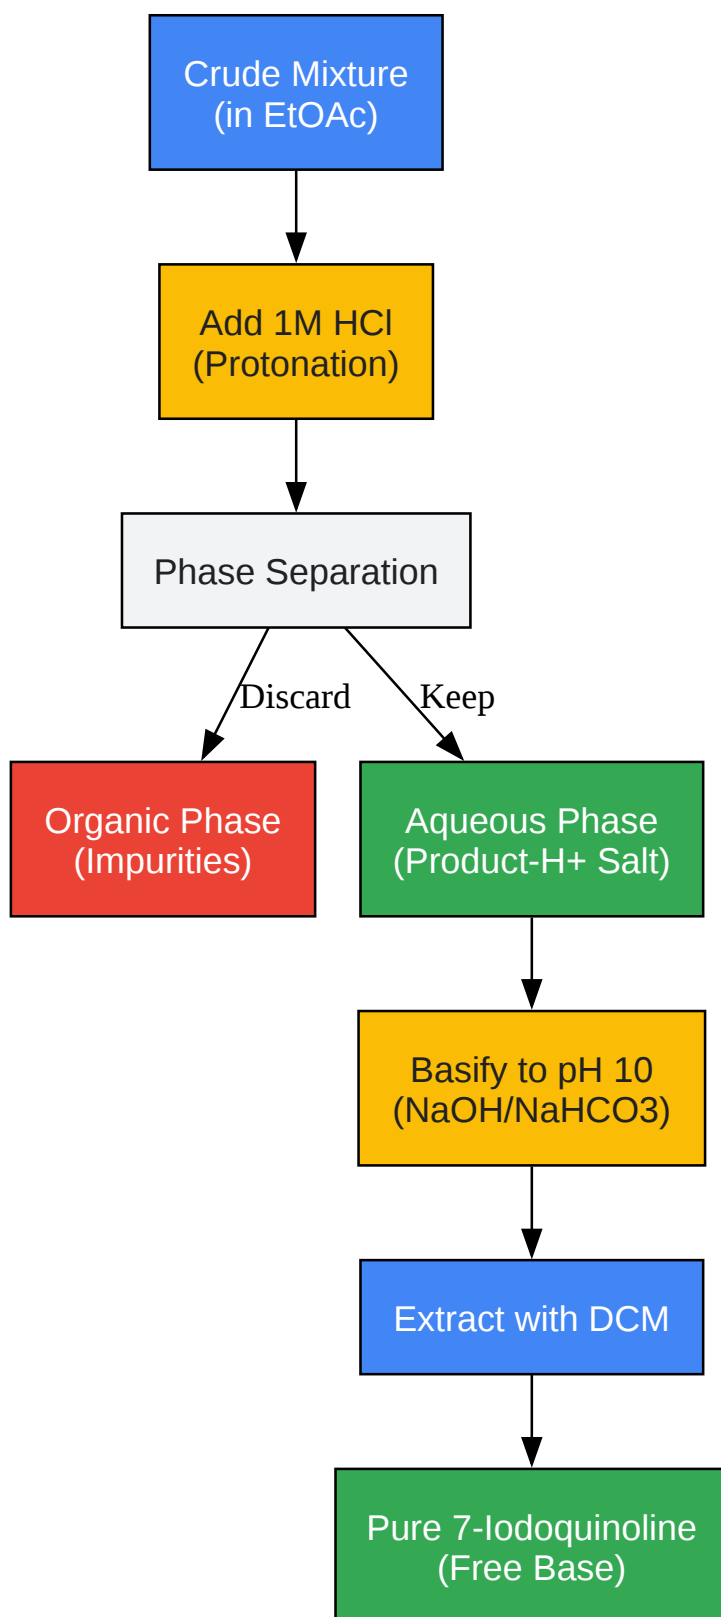 Crude Mixture
(in EtOAc)
Add 1M HCl
(Protonation)
Phase Separation
Discard
Keep
Organic Phase
(Impurities)
Aqueous Phase
(Product-H+ Salt)
Basify to pH 10
(NaOH/NaHCO3)
Extract with DCM
Pure 7-Iodoquinoline
(Free Base)